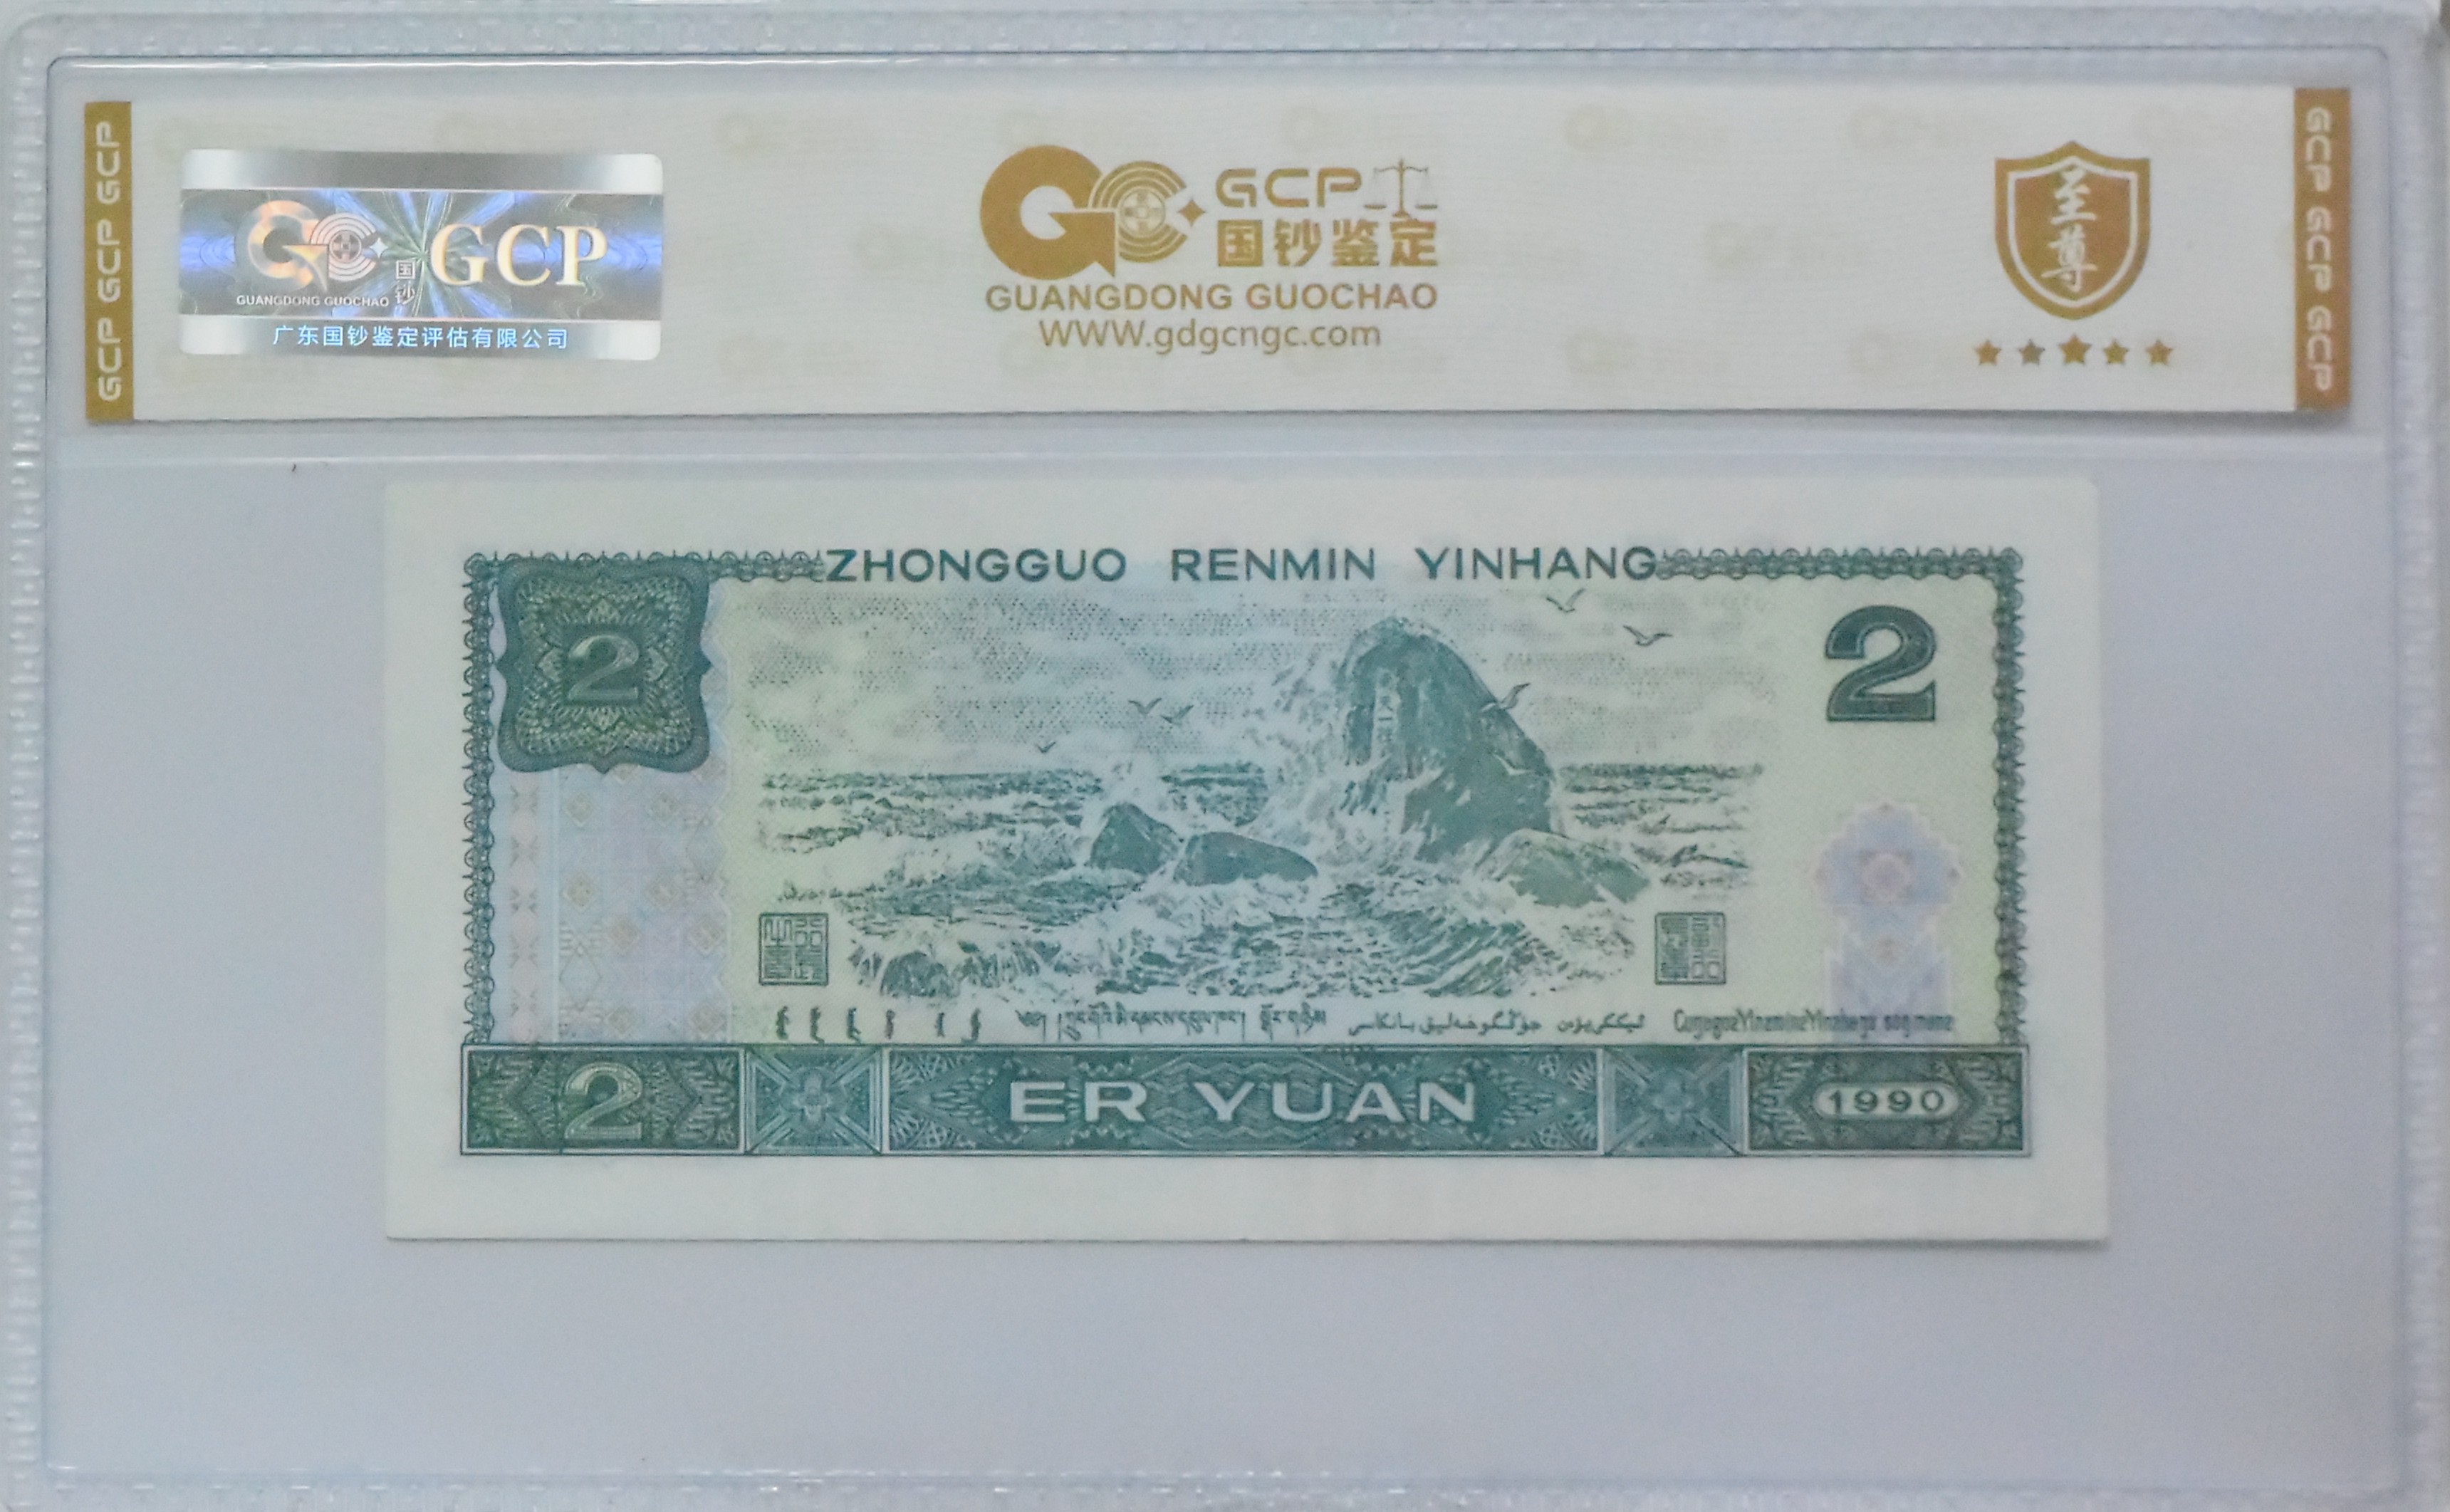 GCP GCP GCP
GUANGDONG GUOCHAO
国钞
GCP
广东国钞鉴定评估有限公司
GCP
国钞鉴定
GUANGDONG GUOCHAO
WWW.gdgcngc.com
至尊
GCP GCP GCP
ZHONGGUO RENMIN YINHANG
2
2
2
ER YUAN
1990